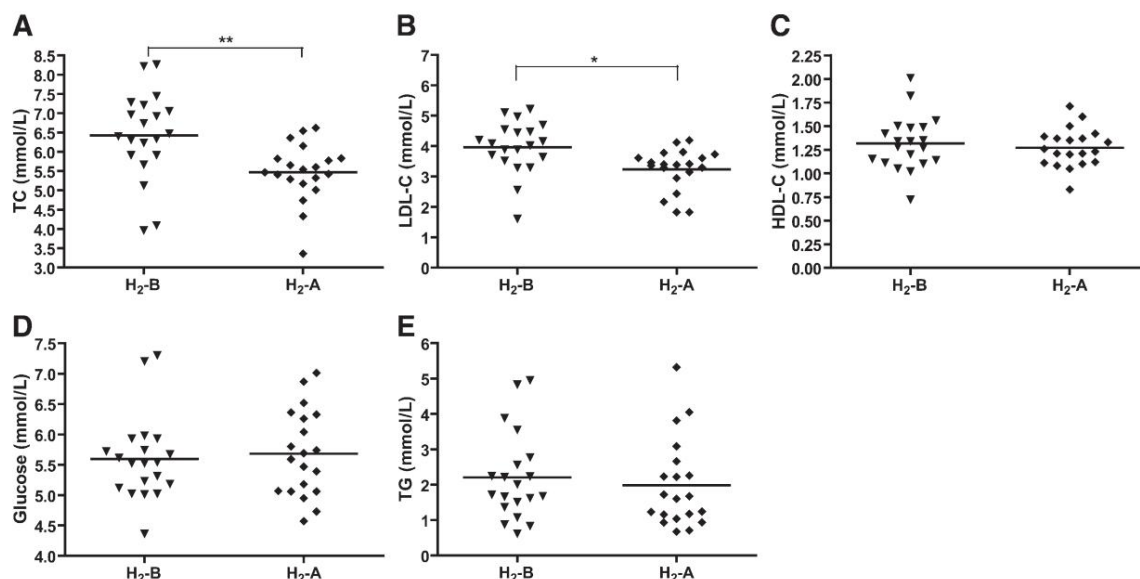 A
**
TC (mmol/L)
8.5
8.0
7.5
7.0
6.5
6.0
5.5
5.0
4.5
4.0
3.5
3.0
H2-B
H2-A
B
*
LDL-C (mmol/L)
7
6
5
4
3
2
1
0
H2-B
H2-A
C
HDL-C (mmol/L)
2.25
2.00
1.75
1.50
1.25
1.00
0.75
0.50
0.25
0.00
H2-B
H2-A
D
Glucose (mmol/L)
7.5
7.0
6.5
6.0
5.5
5.0
4.5
4.0
H2-B
H2-A
E
TG (mmol/L)
6
5
4
3
2
1
0
H2-B
H2-A